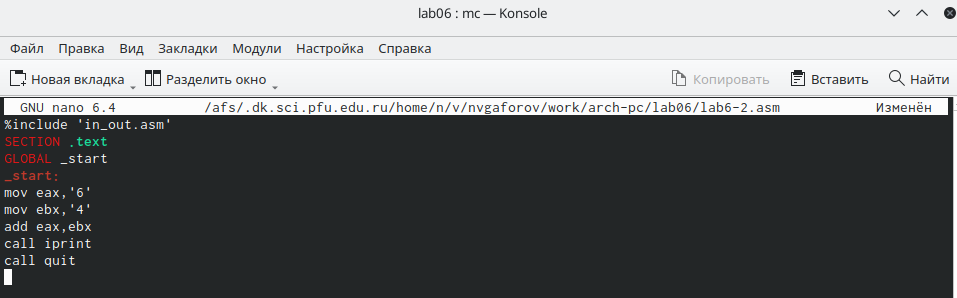 lab06 : mc — Konsole
Файл Правка Вид Закладки Модули Настройка Справка
Новая вкладка Разделить окно Копировать Вставить Найти
GNU nano 6.4 /afs/.dk.sci.pfu.edu.ru/home/n/v/nvgaforov/work/arch-pc/lab06/lab6-2.asm Изменён
%include 'in_out.asm'
SECTION .text
GLOBAL _start
_start:
mov eax,'6'
mov ebx,'4'
add eax,ebx
call iprint
call quit